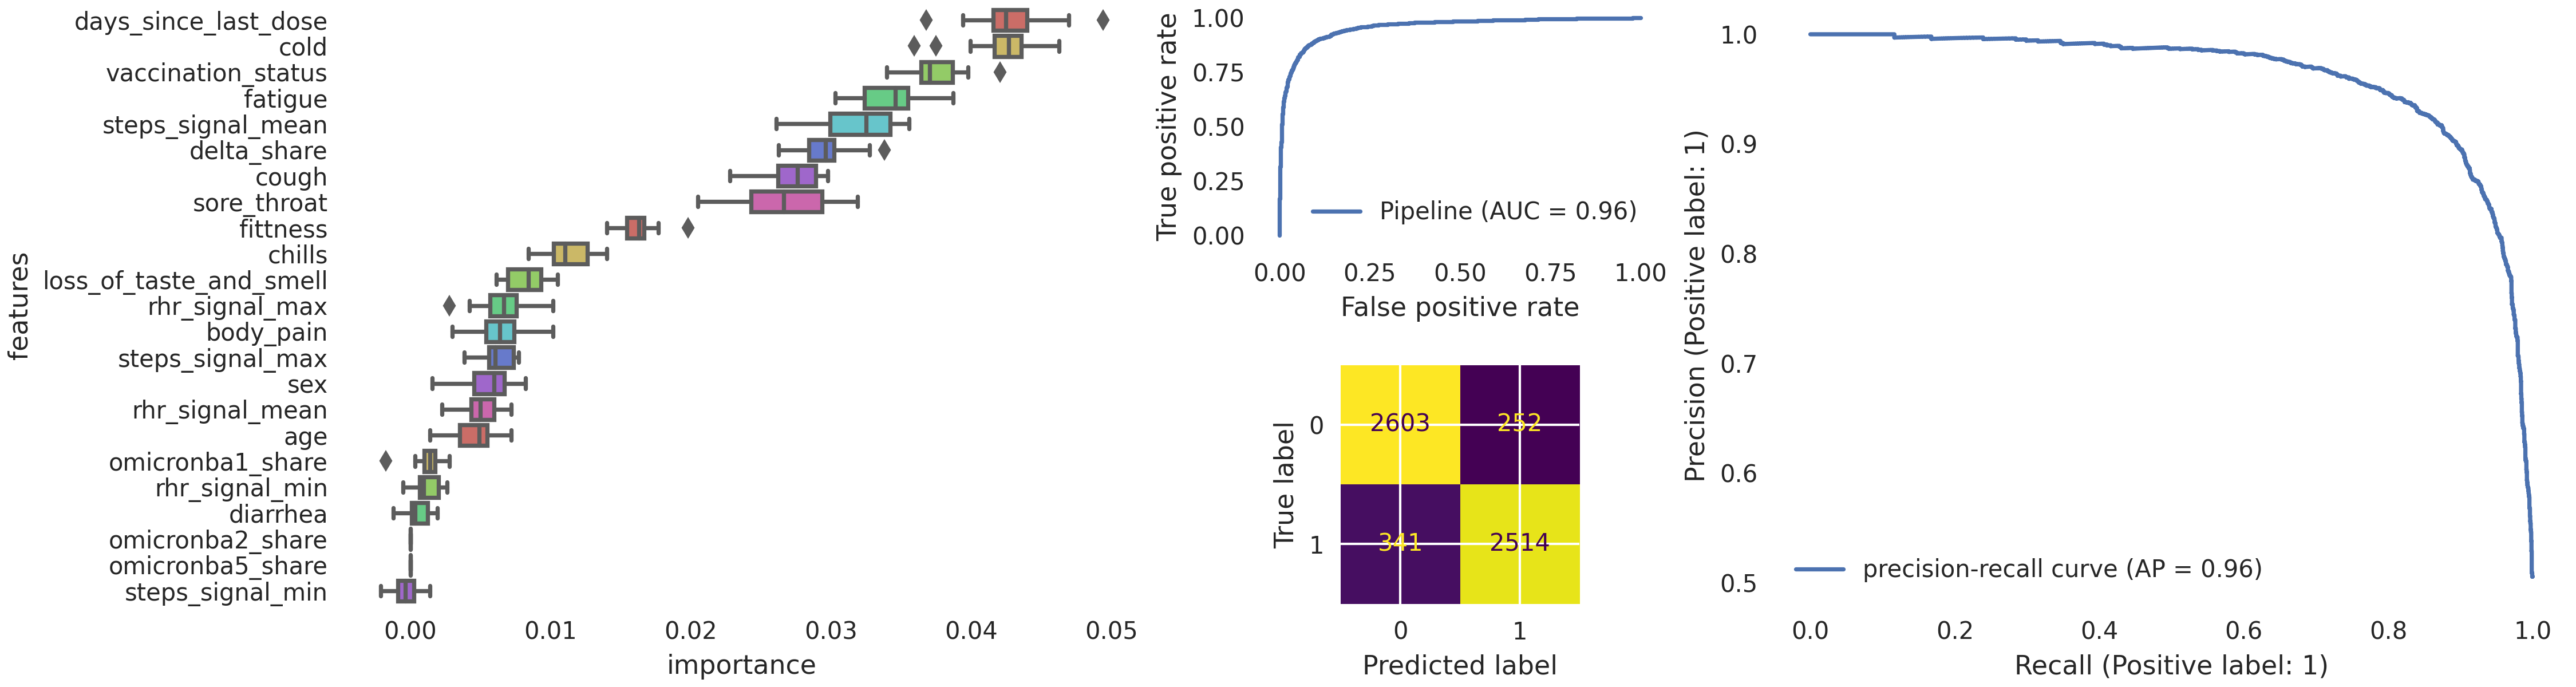 features
days_since_last_dose
cold
vaccination_status
fatigue
steps_signal_mean
delta_share
cough
sore_throat
fittness
chills
loss_of_taste_and_smell
rhr_signal_max
body_pain
steps_signal_max
sex
rhr_signal_mean
age
omicronba1_share
rhr_signal_min
diarrhea
omicronba2_share
omicronba5_share
steps_signal_min
0.00 0.01 0.02 0.03 0.04 0.05
importance
True positive rate
1.00
0.75
0.50
0.25
0.00
Pipeline (AUC = 0.96)
0.00 0.25 0.50 0.75 1.00
False positive rate
True label
0 2603 252
1 341 2514
0 1
Predicted label
Precision (Positive label: 1)
1.0
0.9
0.8
0.7
0.6
0.5
precision-recall curve (AP = 0.96)
0.0 0.2 0.4 0.6 0.8 1.0
Recall (Positive label: 1)